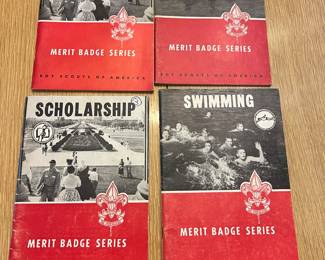 MERIT BADGE SERIES
BOY SCOUTS OF AMERICA
MERIT BADGE SERIES
BOY SCOUTS OF AMERICA
SCHOLARSHIP
MERIT BADGE SERIES
SWIMMING
MERIT BADGE SERIES